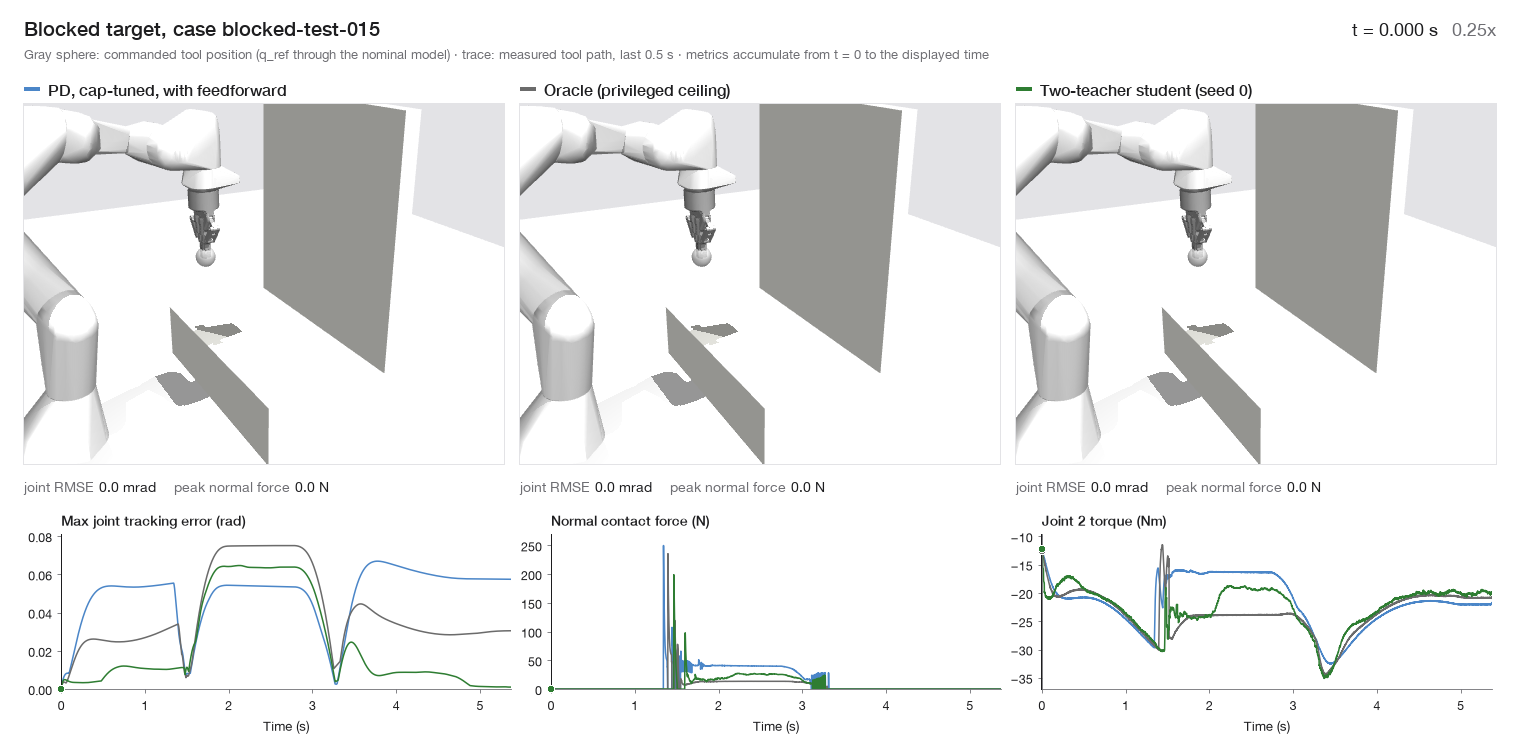 Blocked target, case blocked-test-015
t = 0.000 s 0.25x
Gray sphere: commanded tool position (q_ref through the nominal model) · trace: measured tool path, last 0.5 s · metrics accumulate from t = 0 to the displayed time
PD, cap-tuned, with feedforward
Oracle (privileged ceiling)
Two-teacher student (seed 0)
joint RMSE 0.0 mrad peak normal force 0.0 N
joint RMSE 0.0 mrad peak normal force 0.0 N
joint RMSE 0.0 mrad peak normal force 0.0 N
Max joint tracking error (rad)
0.08
0.06
0.04
0.02
0.00
0 1 2 3 4 5
Time (s)
Normal contact force (N)
250
200
150
100
50
0
0 1 2 3 4 5
Time (s)
Joint 2 torque (Nm)
−10
−15
−20
−25
−30
−35
0 1 2 3 4 5
Time (s)